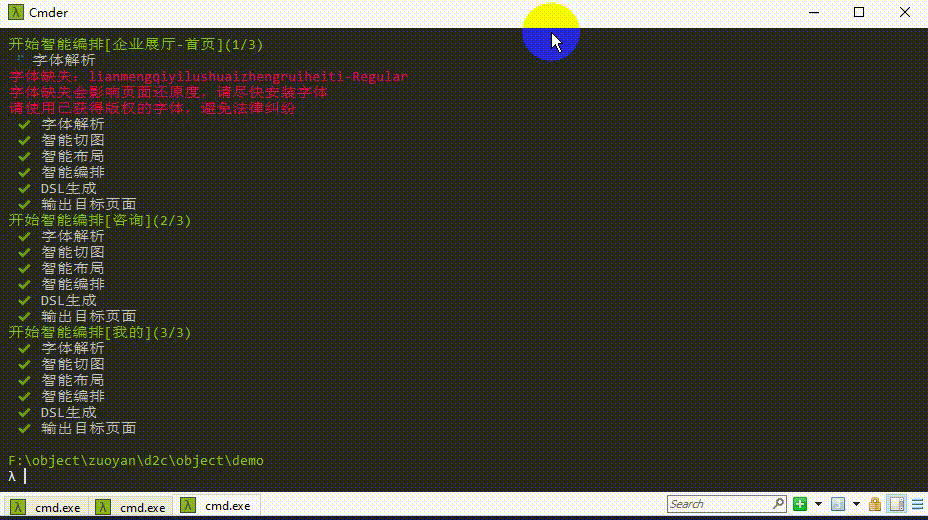 Cmder
开始智能编排[企业展厅-首页](1/3)
字体解析
字体缺失: lianmengqiyilushuaizhengruiheiti-Regular
字体缺失会影响页面还原度，请尽快安装字体
请使用已获得版权的字体，避免法律纠纷
✔ 字体解析
✔ 智能切图
✔ 智能布局
✔ 智能编排
✔ DSL生成
✔ 输出目标页面
开始智能编排[咨询](2/3)
✔ 字体解析
✔ 智能切图
✔ 智能布局
✔ 智能编排
✔ DSL生成
✔ 输出目标页面
开始智能编排[我的](3/3)
✔ 字体解析
✔ 智能切图
✔ 智能布局
✔ 智能编排
✔ DSL生成
✔ 输出目标页面
F:\object\zuoyan\d2c\object\demo
λ
cmd.exe cmd.exe cmd.exe Search